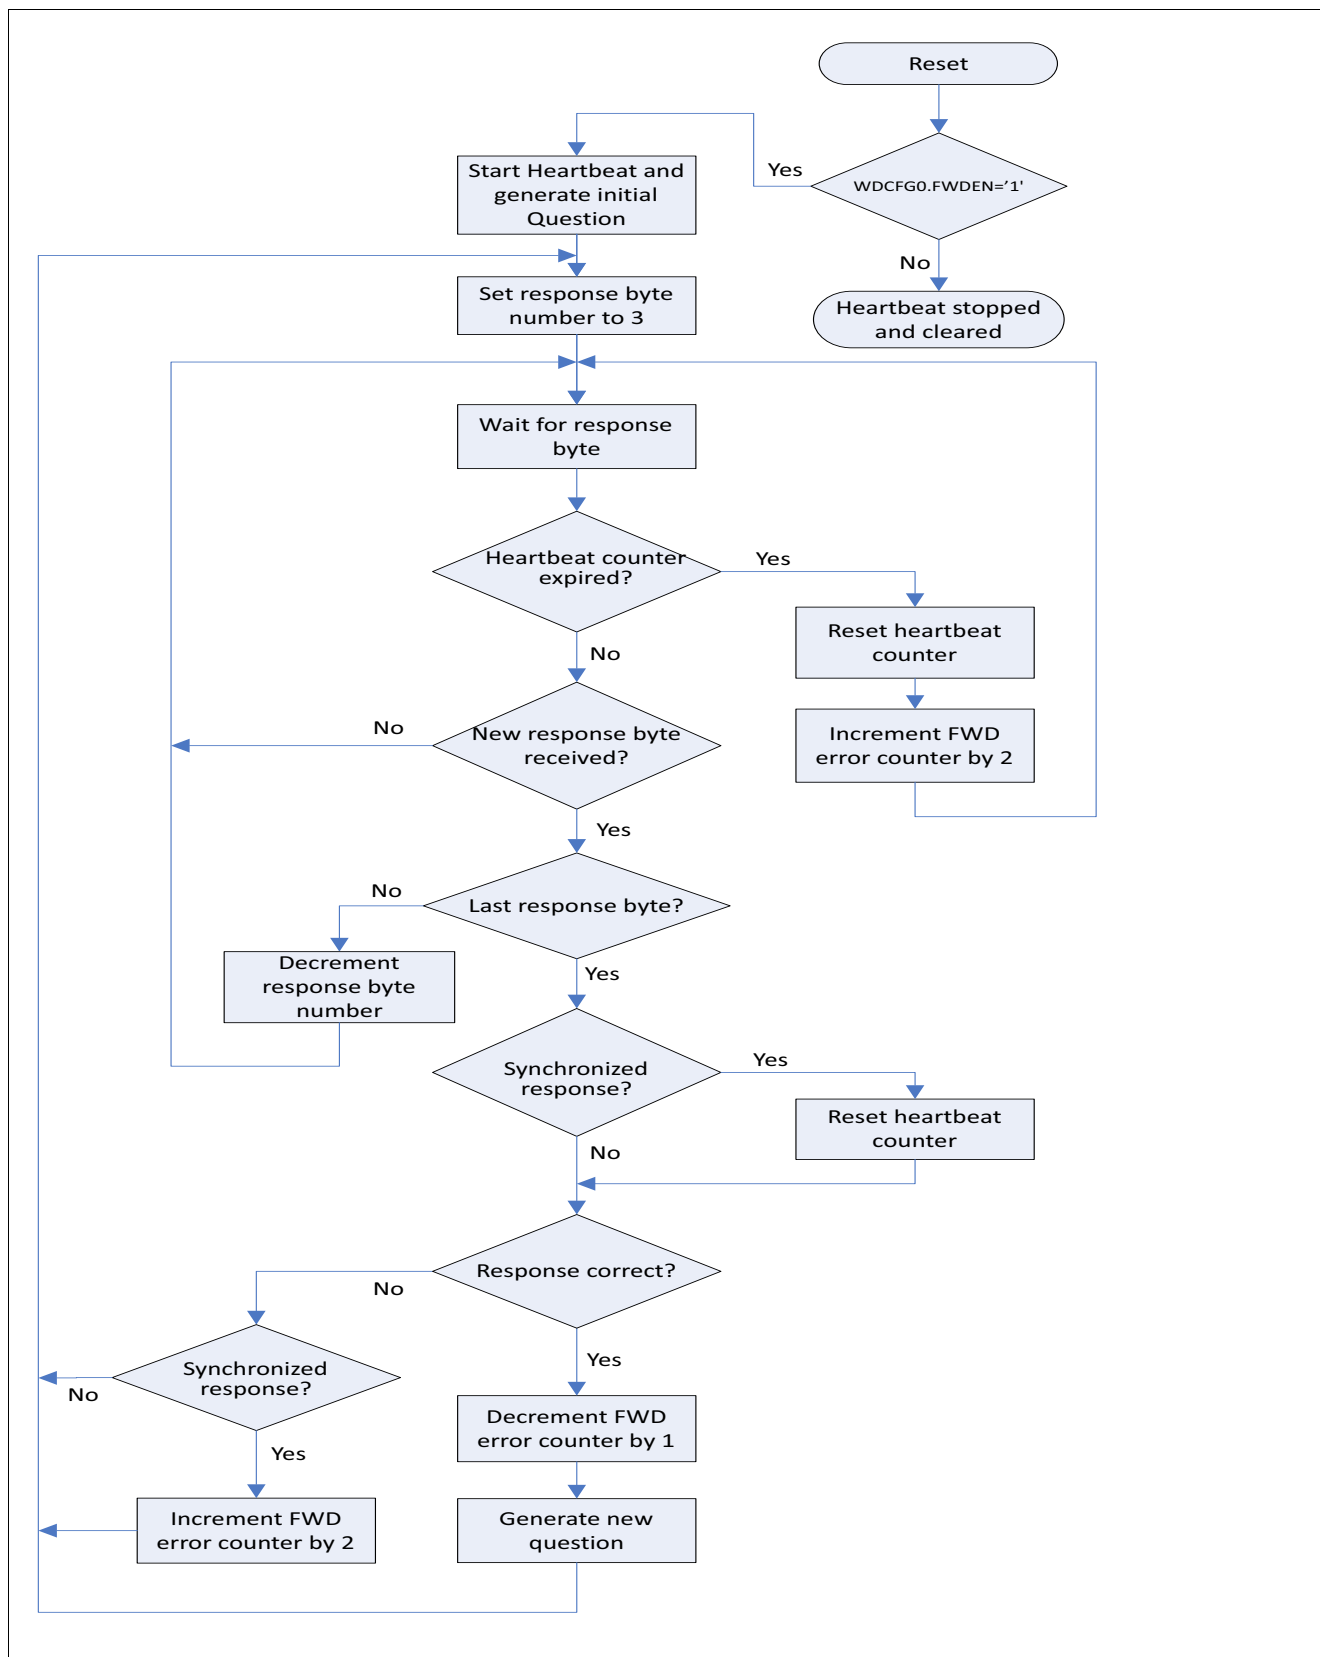 Reset
Yes
WDCFG0.FWDEN=’1'
Start Heartbeat and
generate initial
Question
No
Set response byte
number to 3
Heartbeat stopped
and cleared
Wait for response
byte
Heartbeat counter
expired?
Yes
Reset heartbeat
counter
No
New response byte
received?
No
Increment FWD
error counter by 2
Yes
Last response byte?
No
Decrement
response byte
number
Yes
Synchronized
response?
Yes
Reset heartbeat
counter
No
Response correct?
No
Synchronized
response?
No
Yes
Decrement FWD
error counter by 1
Yes
Increment FWD
error counter by 2
Generate new
question